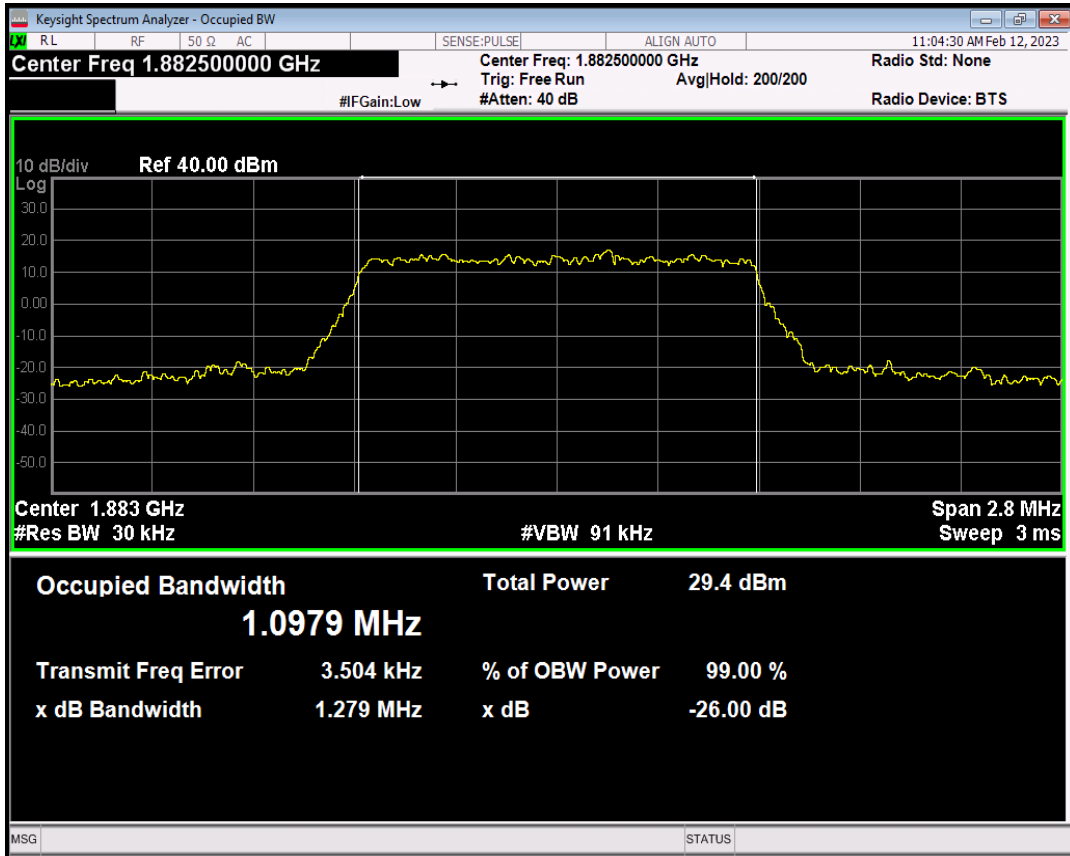 Keysight Spectrum Analyzer - Occupied BW
LXI RL RF 50 Ω AC SENSE:PULSE ALIGN AUTO 11:04:30 AM Feb 12, 2023
Center Freq 1.882500000 GHz Center Freq: 1.882500000 GHz Radio Std: None
Trig: Free Run Avg|Hold: 200/200
#IFGain:Low #Atten: 40 dB Radio Device: BTS
10 dB/div Ref 40.00 dBm
Log
30.0
20.0
10.0
0.00
-10.0
-20.0
-30.0
-40.0
-50.0
Center 1.883 GHz Span 2.8 MHz
#Res BW 30 kHz #VBW 91 kHz Sweep 3 ms
Occupied Bandwidth Total Power 29.4 dBm
1.0979 MHz
Transmit Freq Error 3.504 kHz % of OBW Power 99.00 %
x dB Bandwidth 1.279 MHz x dB -26.00 dB
MSG STATUS